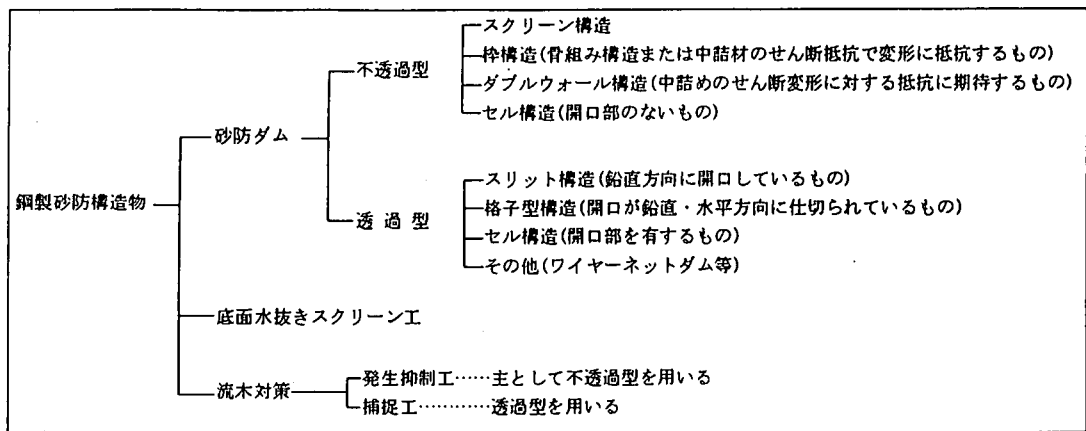 スクリーン構造
枠構造(骨組み構造または中詰材のせん断抵抗で変形に抵抗するもの)
不透過型
ダブルウォール構造(中詰めのせん断変形に対する抵抗に期待するもの)
セル構造(開口部のないもの)
砂防ダム
スリット構造(鉛直方向に開口しているもの)
鋼製砂防構造物
格子型構造(開口が鉛直・水平方向に仕切られているもの)
透過型
セル構造(開口部を有するもの)
その他(ワイヤーネットダム等)
底面水抜きスクリーン工
発生抑制工……主として不透過型を用いる
流木対策
捕捉工…………透過型を用いる